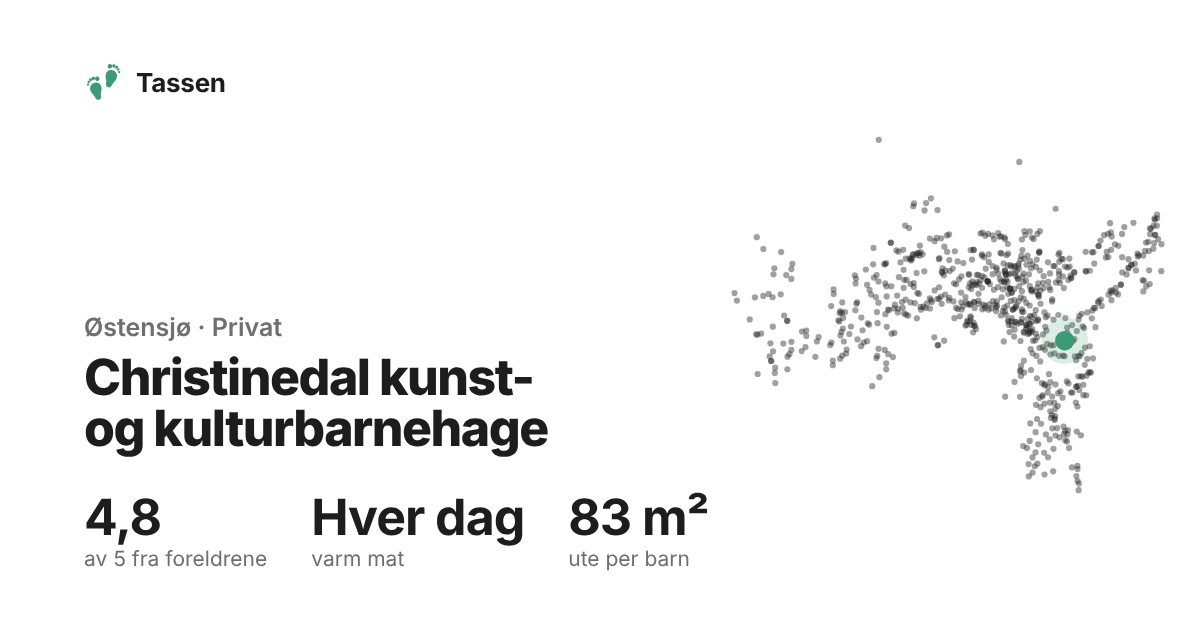 Tassen
Østensjø · Privat
Christinedal kunst-
og kulturbarnehage
4,8
av 5 fra foreldrene
Hver dag
varm mat
83 m²
ute per barn